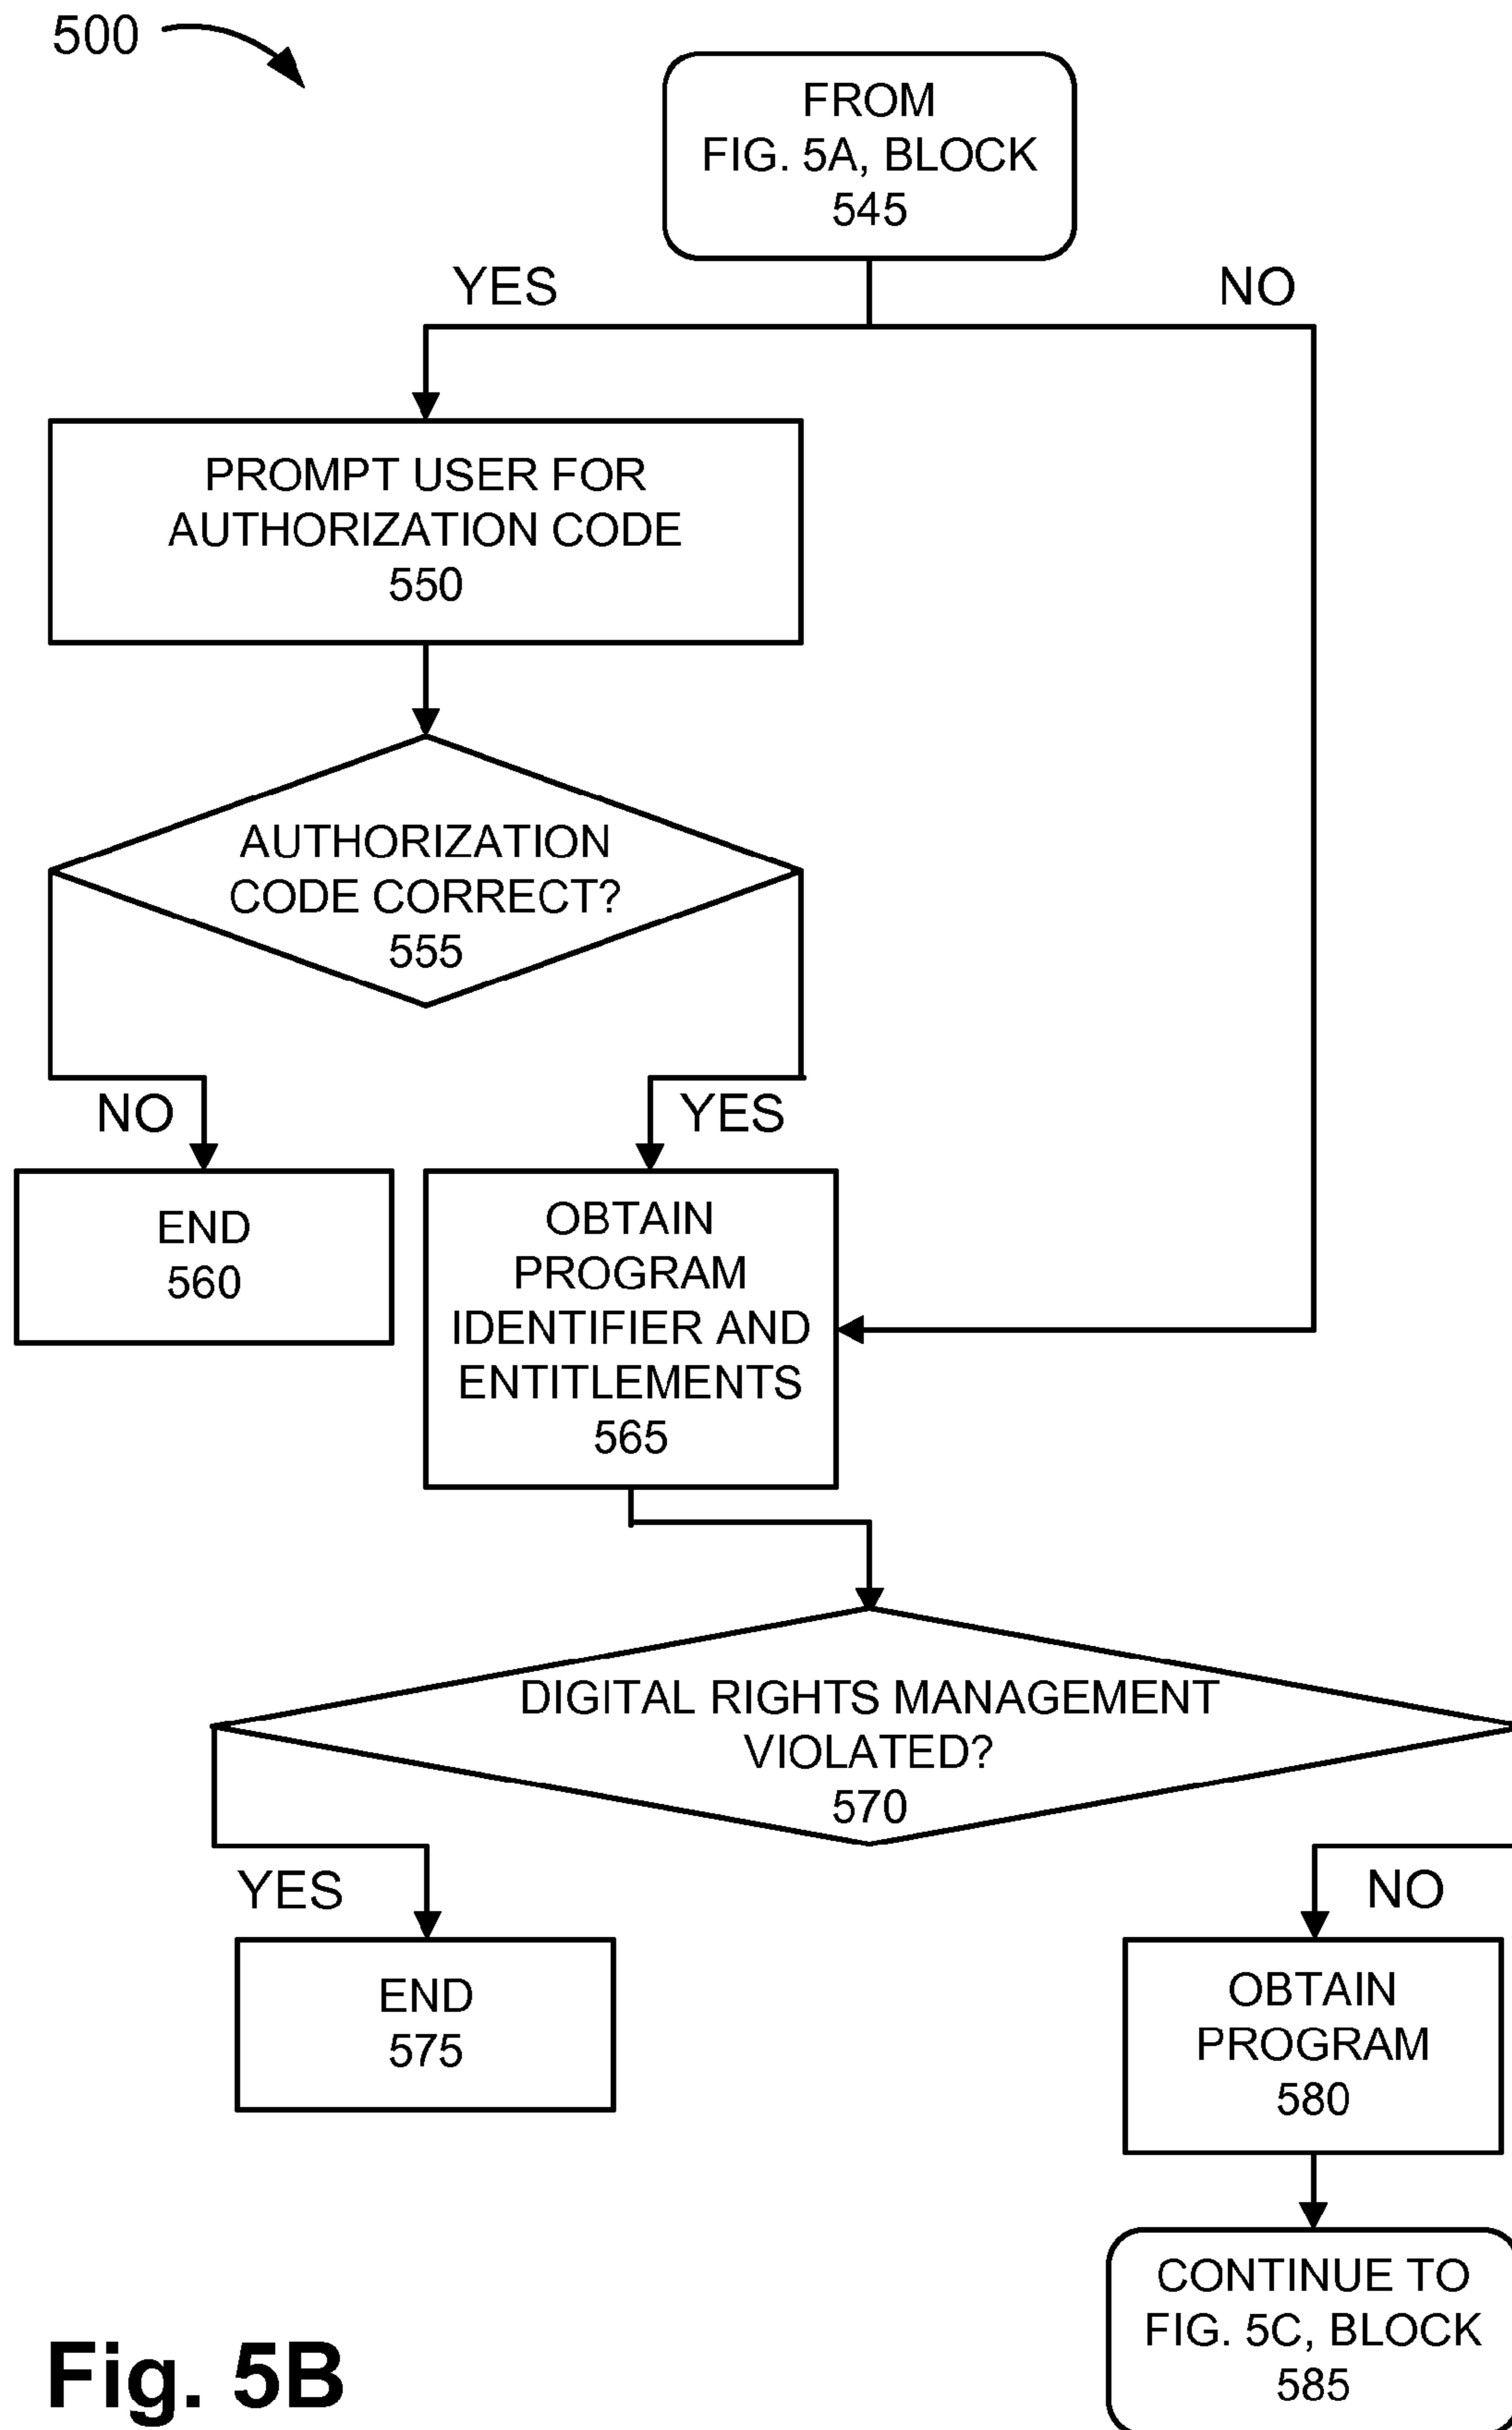 500
FROM
FIG. 5A, BLOCK
545
YES
NO
PROMPT USER FOR
AUTHORIZATION CODE
550
AUTHORIZATION
CODE CORRECT?
555
NO
YES
END
560
OBTAIN
PROGRAM
IDENTIFIER AND
ENTITLEMENTS
565
DIGITAL RIGHTS MANAGEMENT
VIOLATED?
570
YES
NO
END
575
OBTAIN
PROGRAM
580
CONTINUE TO
FIG. 5C, BLOCK
585
Fig. 5B